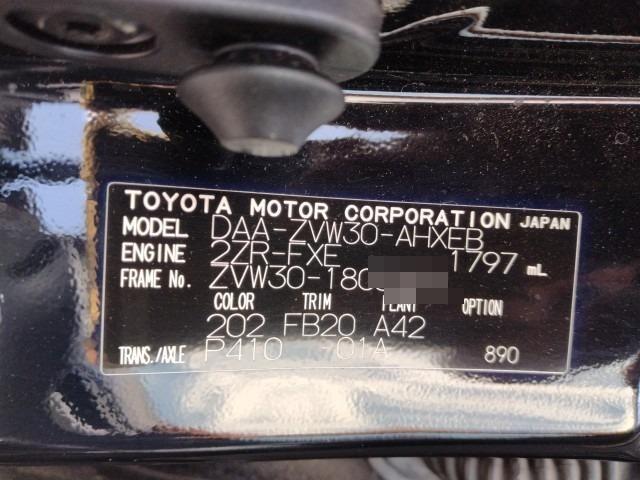 TOYOTA MOTOR CORPORATION JAPAN
MODEL DAA-ZVW30-AHXEB
ENGINE 2ZR-FXE 1797 mL
FRAME No. ZVW30-180
COLOR TRIM PLANT OPTION
202 FB20 A42
TRANS./AXLE P410 01A 890